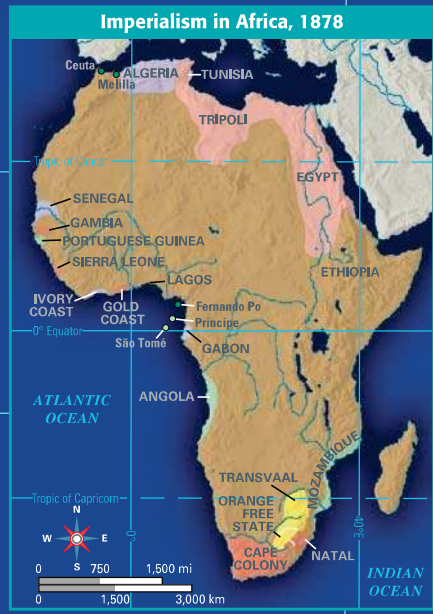 Imperialism in Africa, 1878
Ceuta
Melilla
ALGERIA
TUNISIA
TRIPOLI
Tropic of Cancer
EGYPT
SENEGAL
GAMBIA
PORTUGUESE GUINEA
SIERRA LEONE
ETHIOPIA
LAGOS
IVORY
COAST
GOLD
COAST
Fernando Po
Príncipe
0° Equator
São Tomé
GABON
ATLANTIC
OCEAN
ANGOLA
MOZAMBIQUE
TRANSVAAL
Tropic of Capricorn
ORANGE
FREE
STATE
N
W
E
S
0°
40°E
CAPE
COLONY
NATAL
INDIAN
OCEAN
0 750 1,500 mi
0 1,500 3,000 km